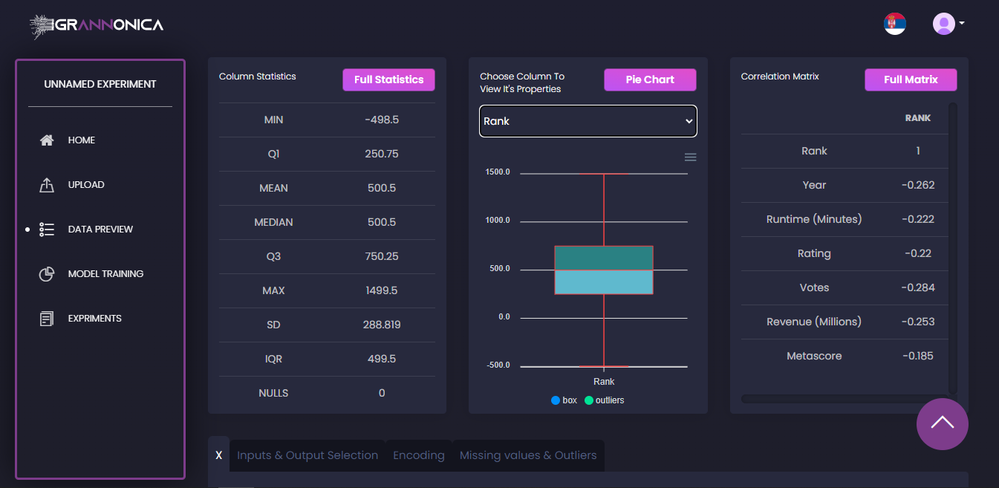 IGRANNONICA
UNNAMED EXPERIMENT
HOME
UPLOAD
DATA PREVIEW
MODEL TRAINING
EXPRIMENTS
Column Statistics
Full Statistics
MIN -498.5
Q1 250.75
MEAN 500.5
MEDIAN 500.5
Q3 750.25
MAX 1499.5
SD 288.819
IQR 499.5
NULLS 0
Choose Column To
View It's Properties
Pie Chart
Rank
1500.0
1000.0
500.0
0.0
-500.0
Rank
box outliers
Correlation Matrix
Full Matrix
RANK
Rank 1
Year -0.262
Runtime (Minutes) -0.222
Rating -0.22
Votes -0.284
Revenue (Millions) -0.253
Metascore -0.185
X Inputs & Output Selection Encoding Missing values & Outliers